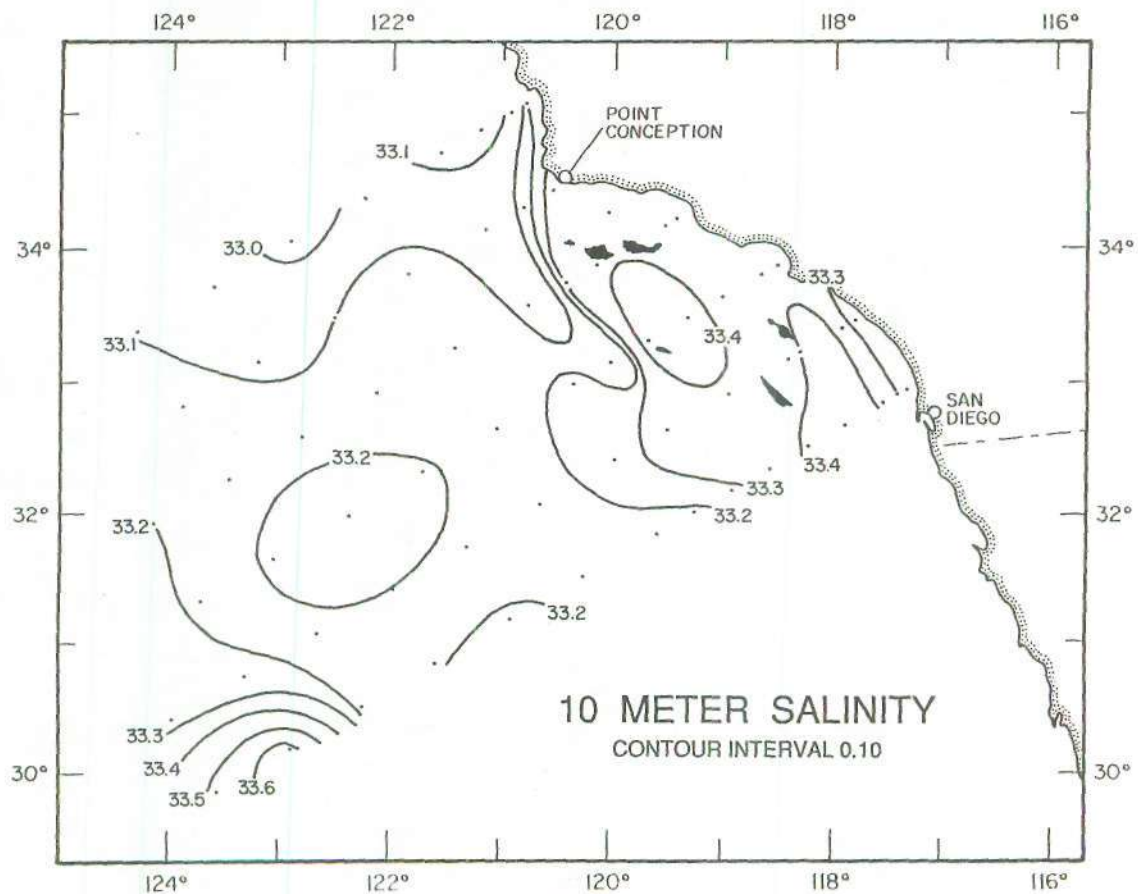 124° 122° 120° 118° 116°
POINT
CONCEPTION
33.1
34° 33.0 34°
33.3
33.1
33.4
SAN
DIEGO
33.2
33.4
33.3
33.2
32° 32°
33.2
33.2
10 METER SALINITY
CONTOUR INTERVAL 0.10
33.3
33.4
30° 30°
33.6
33.5
124° 122° 120° 118° 116°